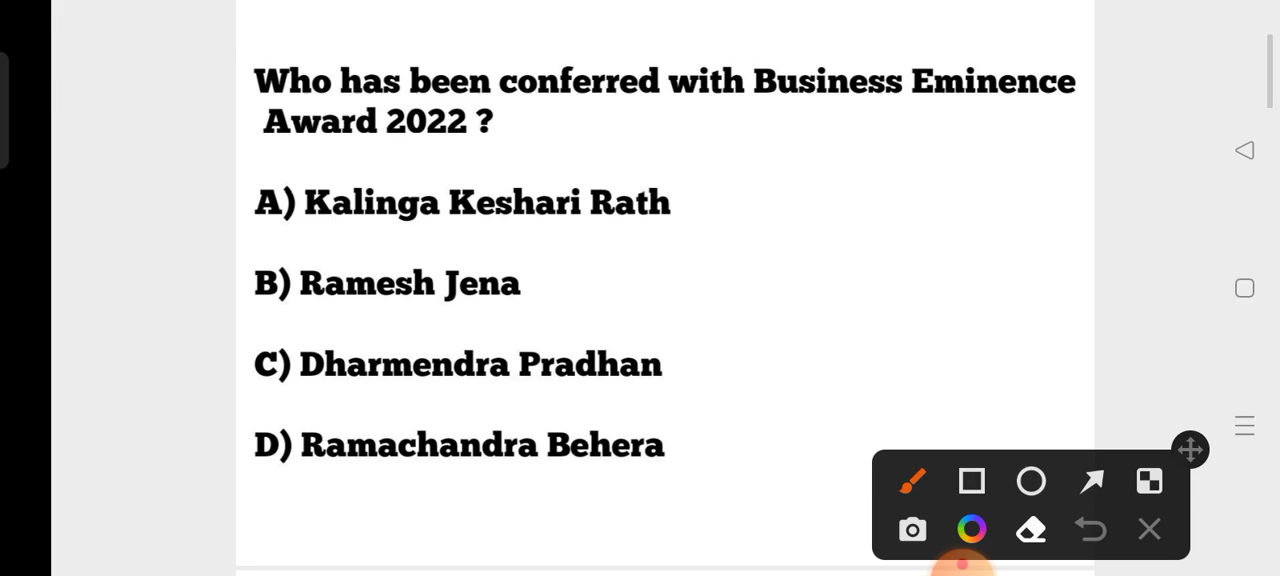 Who has been conferred with Business Eminence
Award 2022 ?
A) Kalinga Keshari Rath
B) Ramesh Jena
C) Dharmendra Pradhan
D) Ramachandra Behera